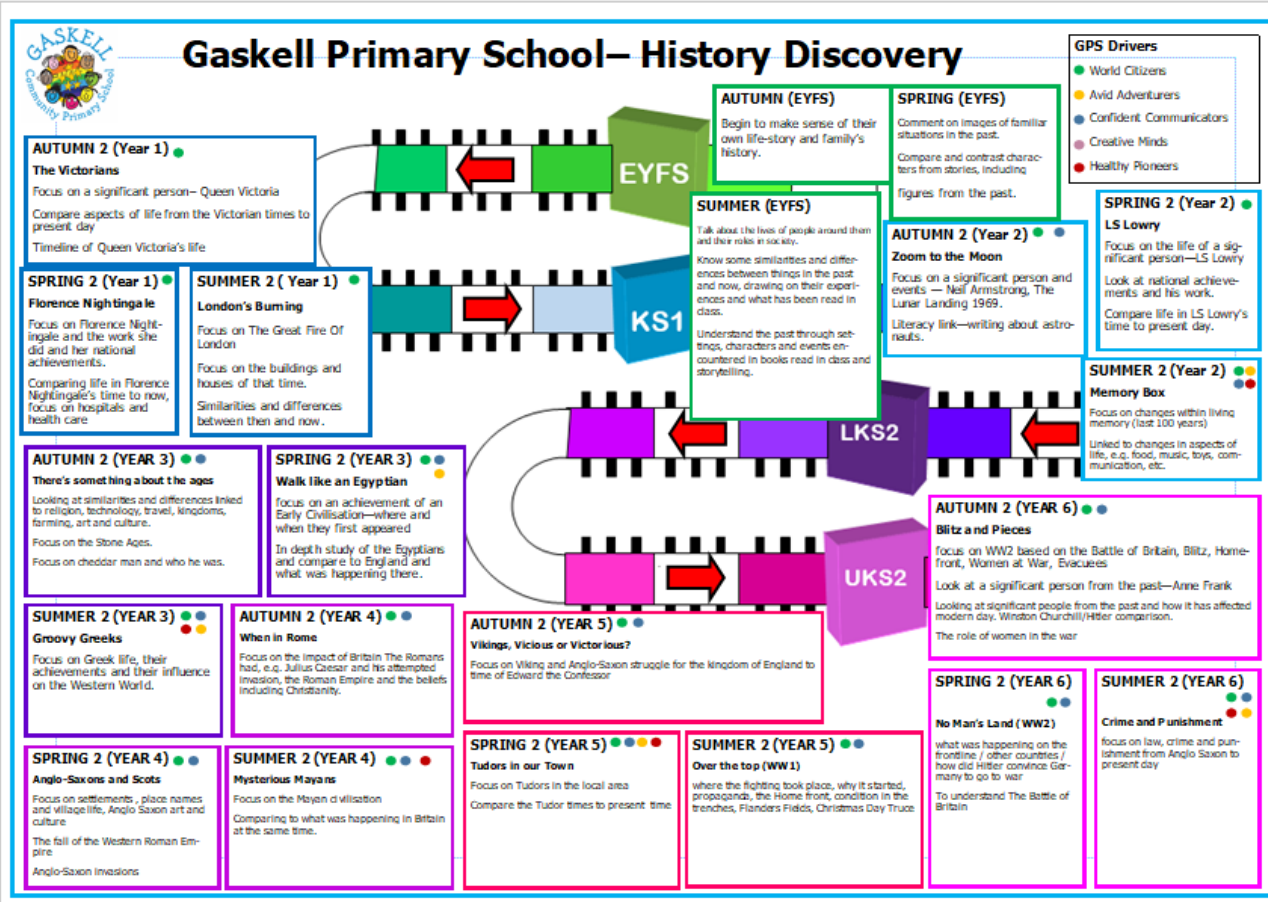 GASKELL
Community Primary School
Gaskell Primary School– History Discovery
GPS Drivers
World Citizens
Avid Adventurers
Confident Communicators
Creative Minds
Healthy Pioneers
EYFS
AUTUMN (EYFS)
Begin to make sense of their
own life-story and family's
history.
SPRING (EYFS)
Comment on images of familiar
situations in the past.
Compare and contrast charac-
ters from stories, including
figures from the past.
SUMMER (EYFS)
Talk about the lives of people around them
and their roles in society.
Know some similarities and differ-
ences between things in the past
and now, drawing on their experi-
ences and what has been read in
class.
Understand the past through set-
tings, characters and events en-
countered in books read in class and
storytelling.
AUTUMN 2 (Year 1)
The Victorians
Focus on a significant person– Queen Victoria
Compare aspects of life from the Victorian times to
present day
Timeline of Queen Victoria's life
SPRING 2 (Year 1)
Florence Nightingale
Focus on Florence Night-
ingale and the work she
did and her national
achievements.
Comparing life in Florence
Nightingale's time to now,
focus on hospitals and
health care
SUMMER 2 ( Year 1)
London's Burning
Focus on The Great Fire Of
London
Focus on the buildings and
houses of that time.
Similarities and differences
between then and now.
KS1
AUTUMN 2 (Year 2)
Zoom to the Moon
Focus on a significant person and
events — Neil Armstrong, The
Lunar Landing 1969.
Literacy link—writing about astro-
nauts.
SPRING 2 (Year 2)
LS Lowry
Focus on the life of a sig-
nificant person—LS Lowry
Look at national achieve-
ments and his work.
Compare life in LS Lowry's
time to present day.
SUMMER 2 (Year 2)
Memory Box
Focus on changes within living
memory (last 100 years)
Linked to changes in aspects of
life, e.g. food, music, toys, com-
munication, etc.
LKS2
AUTUMN 2 (YEAR 3)
There's something about the ages
Looking at similarities and differences linked
to religion, technology, travel, kingdoms,
farming, art and culture.
Focus on the Stone Ages.
Focus on cheddar man and who he was.
SPRING 2 (YEAR 3)
Walk like an Egyptian
focus on an achievement of an
Early Civilisation—where and
when they first appeared
In depth study of the Egyptians
and compare to England and
what was happening there.
SUMMER 2 (YEAR 3)
Groovy Greeks
Focus on Greek life, their
achievements and their influence
on the Western World.
AUTUMN 2 (YEAR 4)
When in Rome
Focus on the impact of Britain The Romans
had, e.g. Julius Caesar and his attempted
invasion, the Roman Empire and the beliefs
including Christianity.
SPRING 2 (YEAR 4)
Anglo-Saxons and Scots
Focus on settlements , place names
and village life, Anglo Saxon art and
culture
The fall of the Western Roman Em-
pire
Anglo-Saxon invasions
SUMMER 2 (YEAR 4)
Mysterious Mayans
Focus on the Mayan civilisation
Comparing to what was happening in Britain
at the same time.
UKS2
AUTUMN 2 (YEAR 5)
Vikings, Vicious or Victorious?
Focus on Viking and Anglo-Saxon struggle for the kingdom of England to
time of Edward the Confessor
SPRING 2 (YEAR 5)
Tudors in our Town
Focus on Tudors in the local area
Compare the Tudor times to present time
SUMMER 2 (YEAR 5)
Over the top (WW1)
where the fighting took place, why it started,
propaganda, the Home front, condition in the
trenches, Flanders Fields, Christmas Day Truce
AUTUMN 2 (YEAR 6)
Blitz and Pieces
focus on WW2 based on the Battle of Britain, Blitz, Home-
front, Women at War, Evacuees
Look at a significant person from the past—Anne Frank
Looking at significant people from the past and how it has affected
modern day. Winston Churchill/Hitler comparison.
The role of women in the war
SPRING 2 (YEAR 6)
No Man's Land (WW2)
what was happening on the
frontline / other countries /
how did Hitler convince Ger-
many to go to war
To understand The Battle of
Britain
SUMMER 2 (YEAR 6)
Crime and Punishment
focus on law, crime and pun-
ishment from Anglo Saxon to
present day